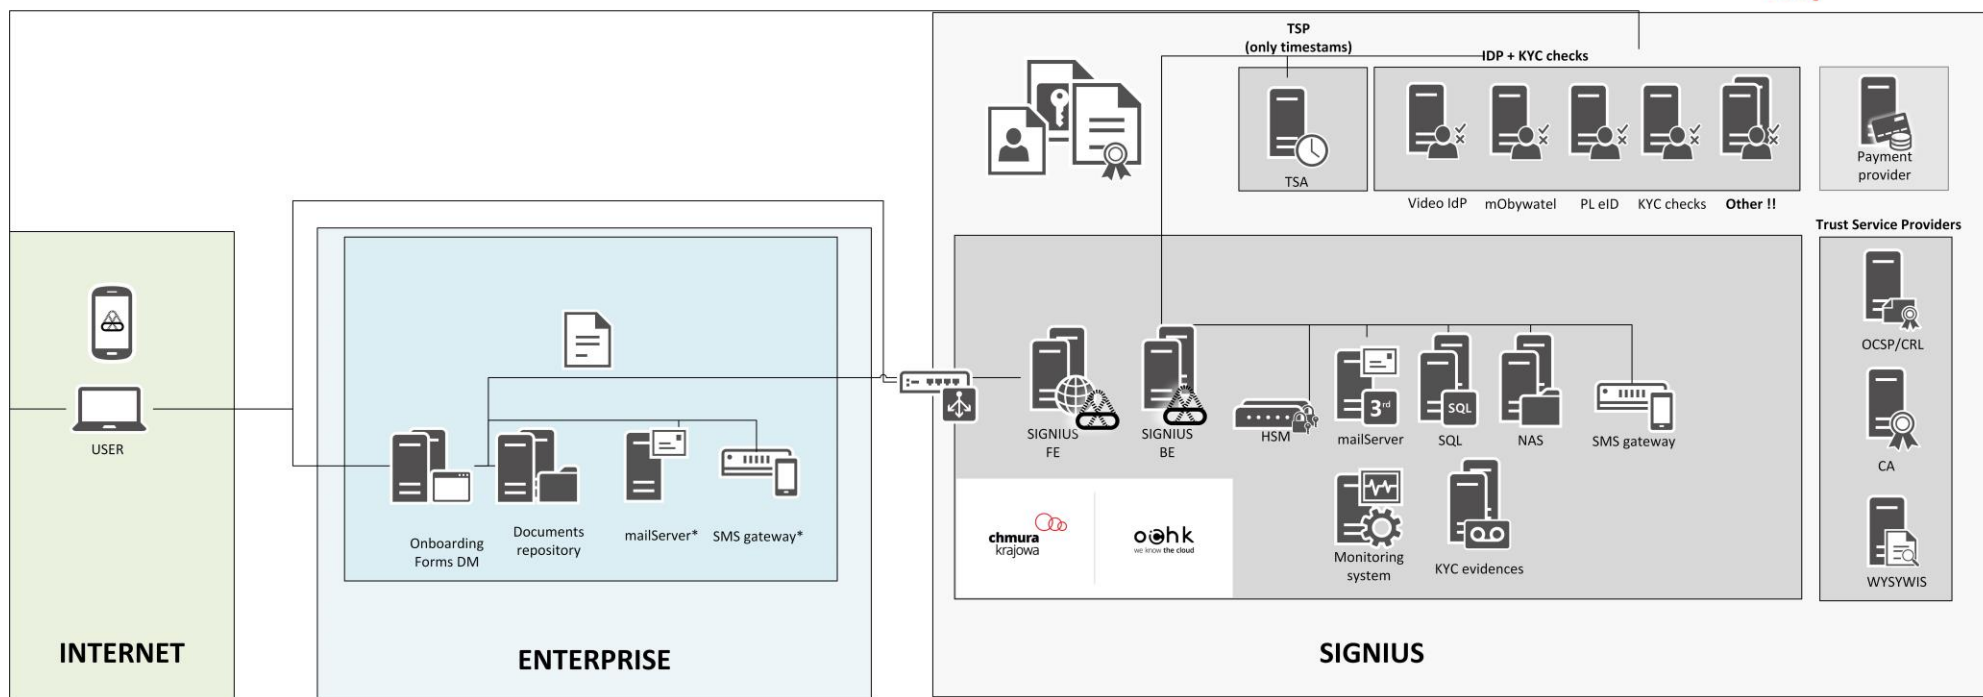 TSP
(only timestams)
IDP + KYC checks
TSA
Video IdP
mObywatel
PL eID
KYC checks
Other !!
Payment
provider
Trust Service Providers
OCSP/CRL
CA
WYSYWIS
USER
INTERNET
Onboarding
Forms DM
Documents
repository
mailServer*
SMS gateway*
ENTERPRISE
SIGNIUS
FE
SIGNIUS
BE
HSM
3rd
mailServer
SQL
SQL
NAS
SMS gateway
chmura
krajowa
ochk
we know the cloud
Monitoring
system
KYC evidences
SIGNIUS